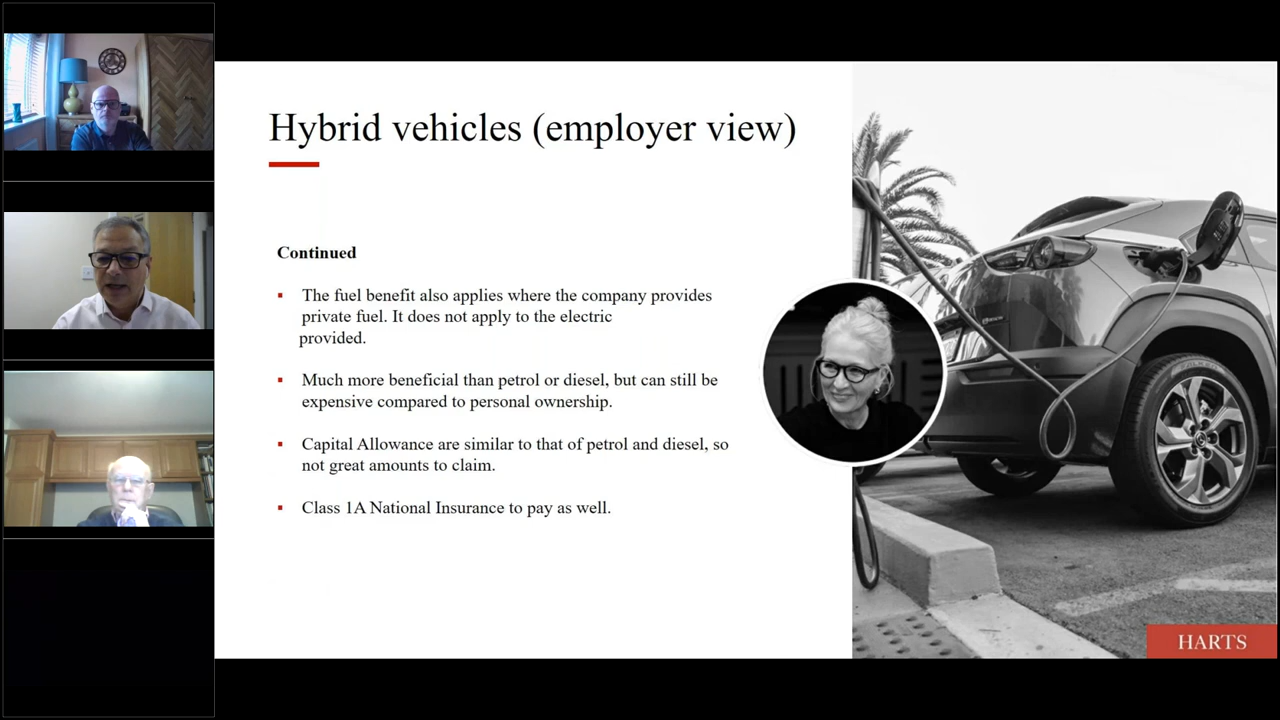 Hybrid vehicles (employer view)
Continued
▪ The fuel benefit also applies where the company provides
private fuel. It does not apply to the electric
provided.
▪ Much more beneficial than petrol or diesel, but can still be
expensive compared to personal ownership.
▪ Capital Allowance are similar to that of petrol and diesel, so
not great amounts to claim.
▪ Class 1A National Insurance to pay as well.
HARTS